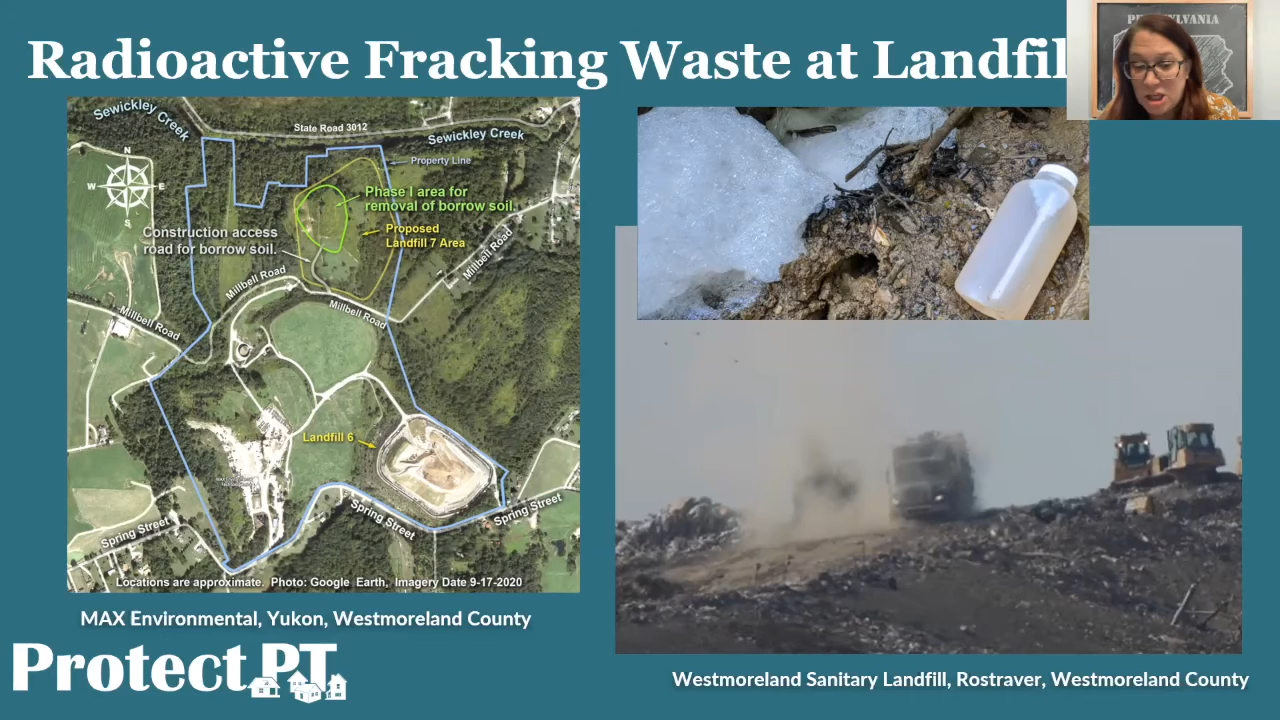 Radioactive Fracking Waste at Landfil
Sewickley Creek
State Road 3012
Sewickley Creek
N
W E
S
Property Line
Phase I area for
removal of borrow soil.
Construction access
road for borrow soil.
Proposed
Landfill 7 Area
Millbell Road
Millbell Road
Millbell Road
Millbell Road
Landfill 6
Spring Street
Spring Street
Spring Street
Locations are approximate. Photo: Google Earth, Imagery Date 9-17-2020
MAX Environmental, Yukon, Westmoreland County
Protect PT
Westmoreland Sanitary Landfill, Rostraver, Westmoreland County